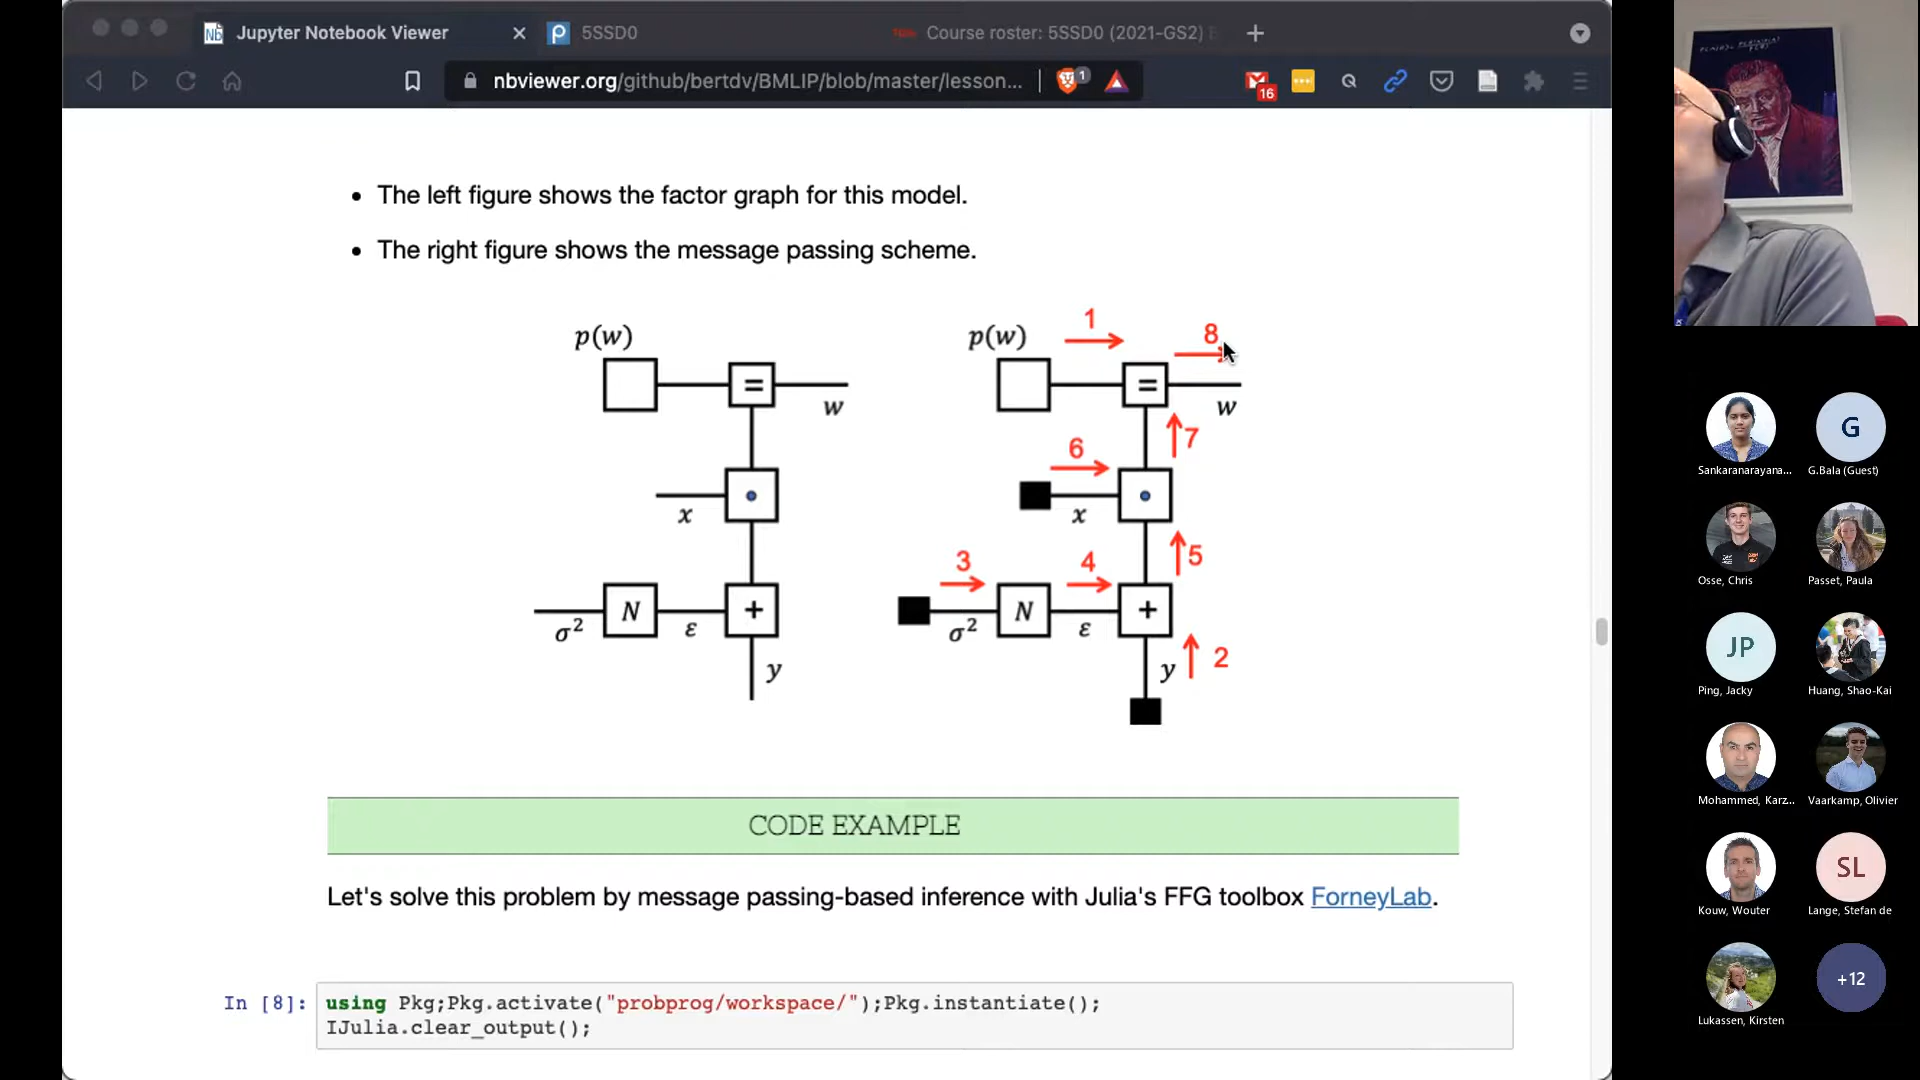 Jupyter Notebook Viewer
5SSD0
Course roster: 5SSD0 (2021-GS2)
nbviewer.org/github/bertdv/BMLIP/blob/master/lesson...
1
16
• The left figure shows the factor graph for this model.
• The right figure shows the message passing scheme.
p(w)
=
w
x
σ²
N
ε
+
y
p(w)
1
8
=
w
7
6
x
5
3
4
σ²
N
ε
+
y
2
CODE EXAMPLE
Let's solve this problem by message passing-based inference with Julia's FFG toolbox ForneyLab.
In [8]:
using Pkg;Pkg.activate("probprog/workspace/");Pkg.instantiate();
IJulia.clear_output();
Sankaranarayana...
G
G.Bala (Guest)
Osse, Chris
Passet, Paula
JP
Ping, Jacky
Huang, Shao-Kai
Mohammed, Karz...
Vaarkamp, Olivier
Kouw, Wouter
SL
Lange, Stefan de
Lukassen, Kirsten
+12